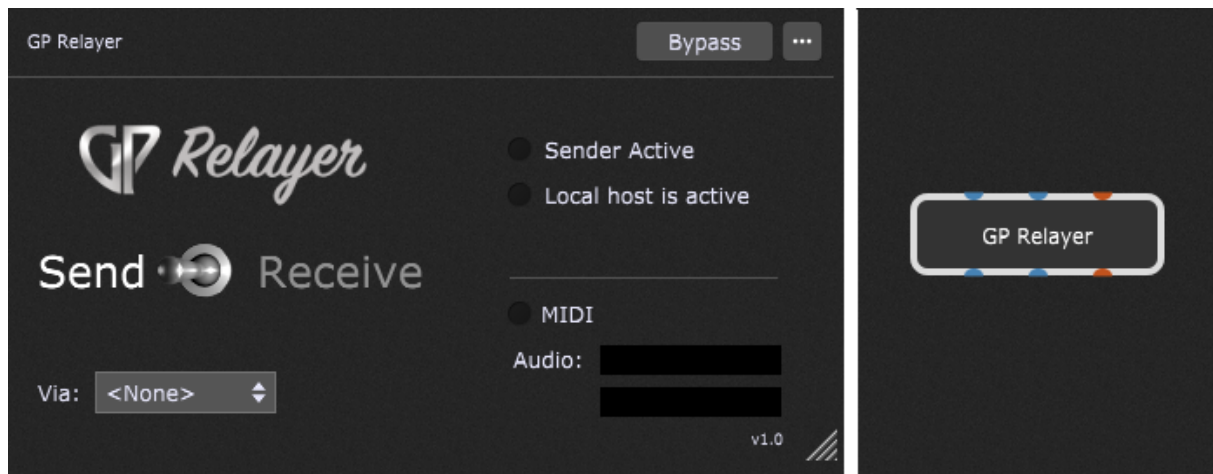 GP Relayer
Bypass ...
GP Relayer
Send Receive
Via: <None>
Sender Active
Local host is active
MIDI
Audio:
v1.0
GP Relayer